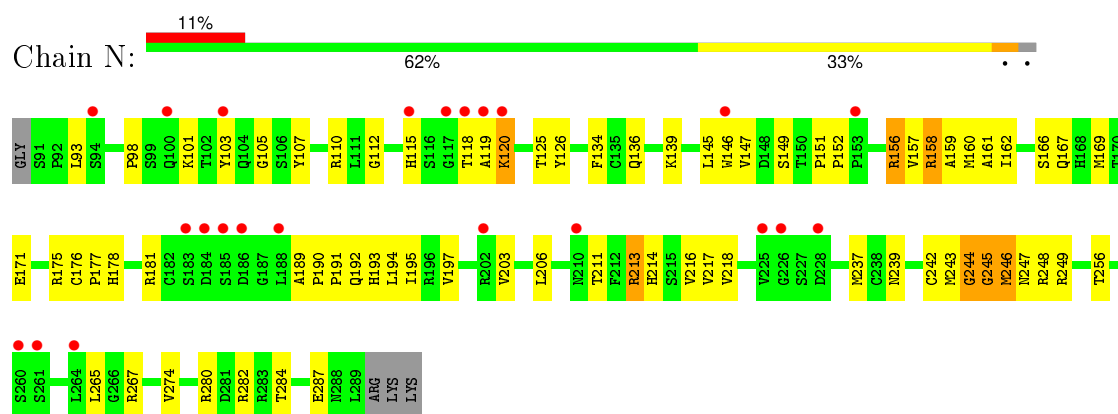 11%
Chain N:
62% 33%
GLY S91 P92 L93 S94 P98 S99 Q100 K101 T102 Y103 Q104 G105 S106 Y107 R110 L111 G112 H115 S116 G117 T118 A119 K120 T125 Y126 F134 C135 Q136 K139 L145 W146 V147 D148 S149 T150 P151 P152 P153 R156 V157 R158 A159 M160 A161 I162 S166 Q167 H168 M169 T170
E171 R175 C176 P177 H178 R181 C182 S183 D184 S185 D186 G187 L188 A189 P190 P191 Q192 H193 L194 I195 R196 V197 R202 V203 L206 N210 T211 F212 R213 H214 S215 V216 V217 V218 V225 G226 S227 D228 M237 C238 N239 C242 M243 G244 G245 M246 N247 R248 R249 T256
S260 S261 L264 L265 G266 R267 V274 R280 D281 R282 R283 T284 E287 N288 L289 ARG LYS LYS